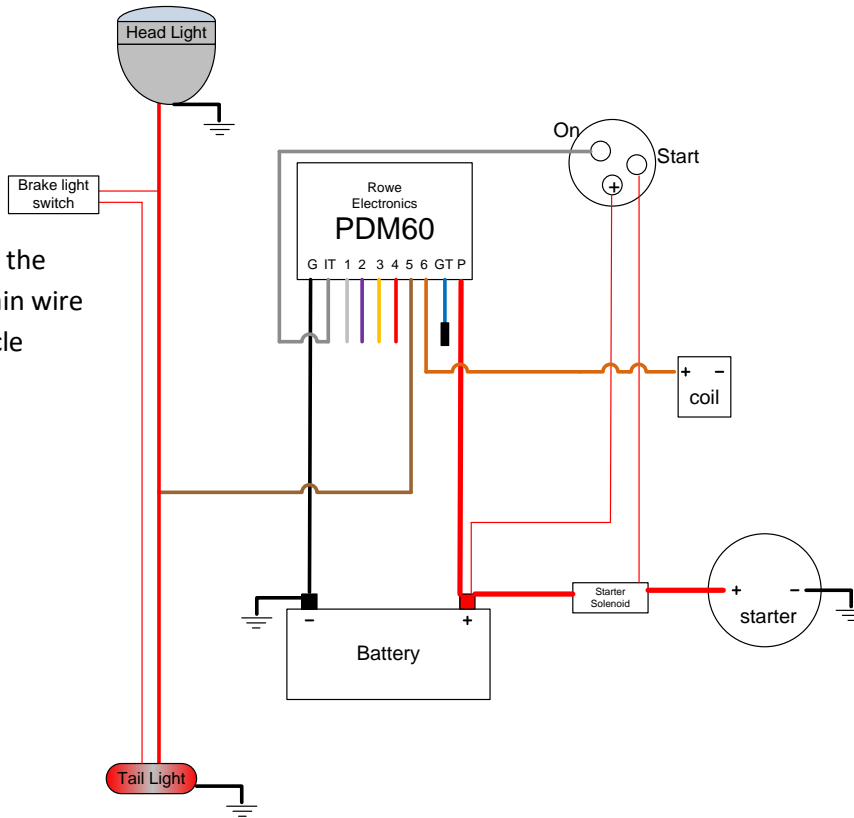 Head Light
On
Start
Brake light
switch
Rowe
Electronics
PDM60
G IT 1 2 3 4 5 6 GT P
the
in wire
cle
+
+ -
coil
Starter
Solenoid
+ -
starter
- +
Battery
Tail Light